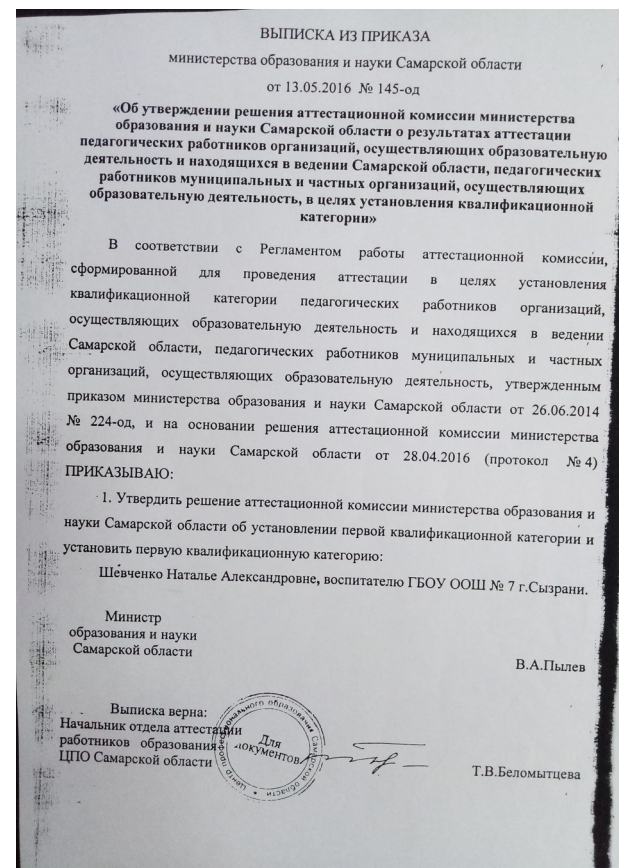 ВЫПИСКА ИЗ ПРИКАЗА
министерства образования и науки Самарской области
от 13.05.2016 № 145-од
«Об утверждении решения аттестационной комиссии министерства
образования и науки Самарской области о результатах аттестации
педагогических работников организаций, осуществляющих образовательную
деятельность и находящихся в ведении Самарской области, педагогических
работников муниципальных и частных организаций, осуществляющих
образовательную деятельность, в целях установления квалификационной
категории»
В соответствии с Регламентом работы аттестационной комиссии,
сформированной для проведения аттестации в целях установления
квалификационной категории педагогических работников организаций,
осуществляющих образовательную деятельность и находящихся в ведении
Самарской области, педагогических работников муниципальных и частных
организаций, осуществляющих образовательную деятельность, утвержденным
приказом министерства образования и науки Самарской области от 26.06.2014
№ 224-од, и на основании решения аттестационной комиссии министерства
образования и науки Самарской области от 28.04.2016 (протокол № 4)
ПРИКАЗЫВАЮ:
1. Утвердить решение аттестационной комиссии министерства образования и
науки Самарской области об установлении первой квалификационной категории и
установить первую квалификационную категорию:
Шевченко Наталье Александровне, воспитателю ГБОУ ООШ № 7 г.Сызрани.
Министр
образования и науки
Самарской области
В.А.Пылев
Выписка верна:
Начальник отдела аттестации
работников образования
ЦПО Самарской области
Т.В.Беломытцева
Центр профессионального образования Самарской области
Для
документов